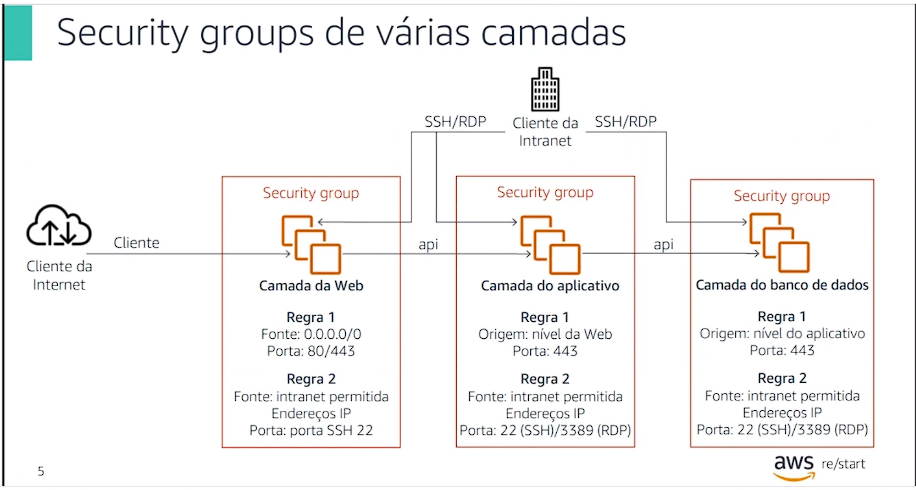 Security groups de várias camadas
SSH/RDP
Cliente da
Intranet
SSH/RDP
Cliente da
Internet
Cliente
Security group
Camada da Web
Regra 1
Fonte: 0.0.0.0/0
Porta: 80/443
Regra 2
Fonte: intranet permitida
Endereços IP
Porta: porta SSH 22
api
Security group
Camada do aplicativo
Regra 1
Origem: nível da Web
Porta: 443
Regra 2
Fonte: intranet permitida
Endereços IP
Porta: 22 (SSH)/3389 (RDP)
api
Security group
Camada do banco de dados
Regra 1
Origem: nível do aplicativo
Porta: 443
Regra 2
Fonte: intranet permitida
Endereços IP
Porta: 22 (SSH)/3389 (RDP)
5
aws re/start